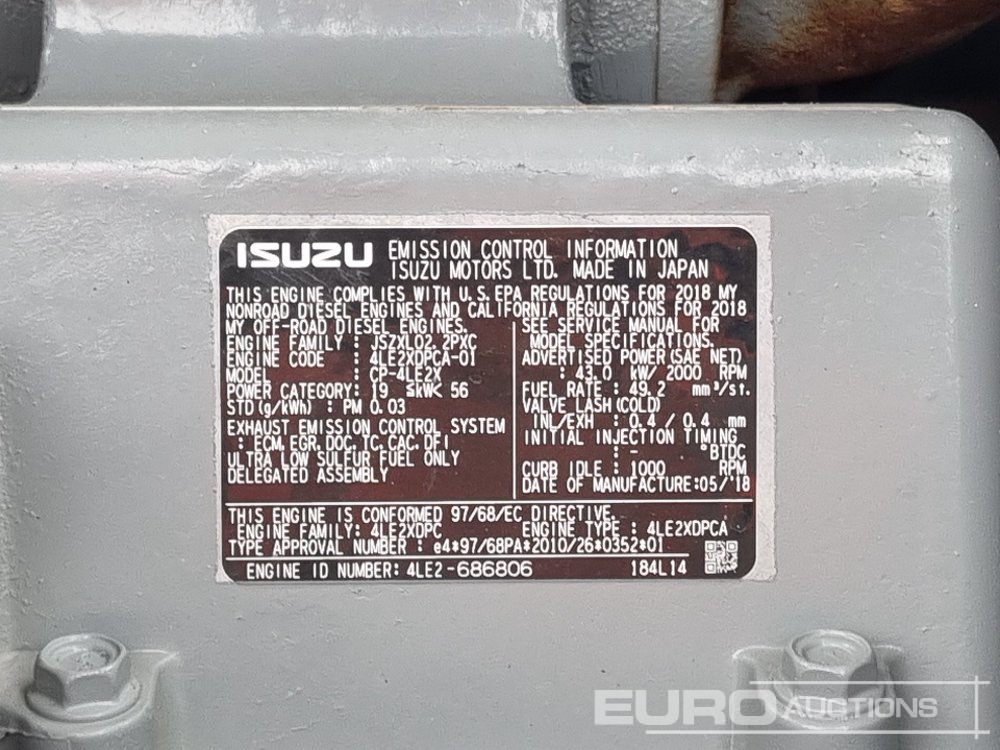 ISUZU EMISSION CONTROL INFORMATION
ISUZU MOTORS LTD. MADE IN JAPAN
THIS ENGINE COMPLIES WITH U.S.EPA REGULATIONS FOR 2018 MY
NONROAD DIESEL ENGINES AND CALIFORNIA REGULATIONS FOR 2018
MY OFF-ROAD DIESEL ENGINES.
ENGINE FAMILY : JSZXL02.2PXC
ENGINE CODE : 4LE2XDPCA-01
MODEL : CP-4LE2X
POWER CATEGORY : 19 ≦kW< 56
STD(g/kWh) : PM 0.03
EXHAUST EMISSION CONTROL SYSTEM
: ECM,EGR,DOC,TC,CAC,DFI
ULTRA LOW SULFUR FUEL ONLY
DELEGATED ASSEMBLY
SEE SERVICE MANUAL FOR
MODEL SPECIFICATIONS.
ADVERTISED POWER(SAE NET)
: 43.0 kW/ 2000 RPM
FUEL RATE : 49.2 mm³/st.
VALVE LASH(COLD)
INL/EXH : 0.4 / 0.4 mm
INITIAL INJECTION TIMING
: - °BTDC
CURB IDLE : 1000 RPM
DATE OF MANUFACTURE:05/'18
THIS ENGINE IS CONFORMED 97/68/EC DIRECTIVE.
ENGINE FAMILY: 4LE2XDPC ENGINE TYPE : 4LE2XDPCA
TYPE APPROVAL NUMBER : e4*97/68PA*2010/26*0352*01
ENGINE ID NUMBER: 4LE2-686806 184L14
EURO AUCTIONS